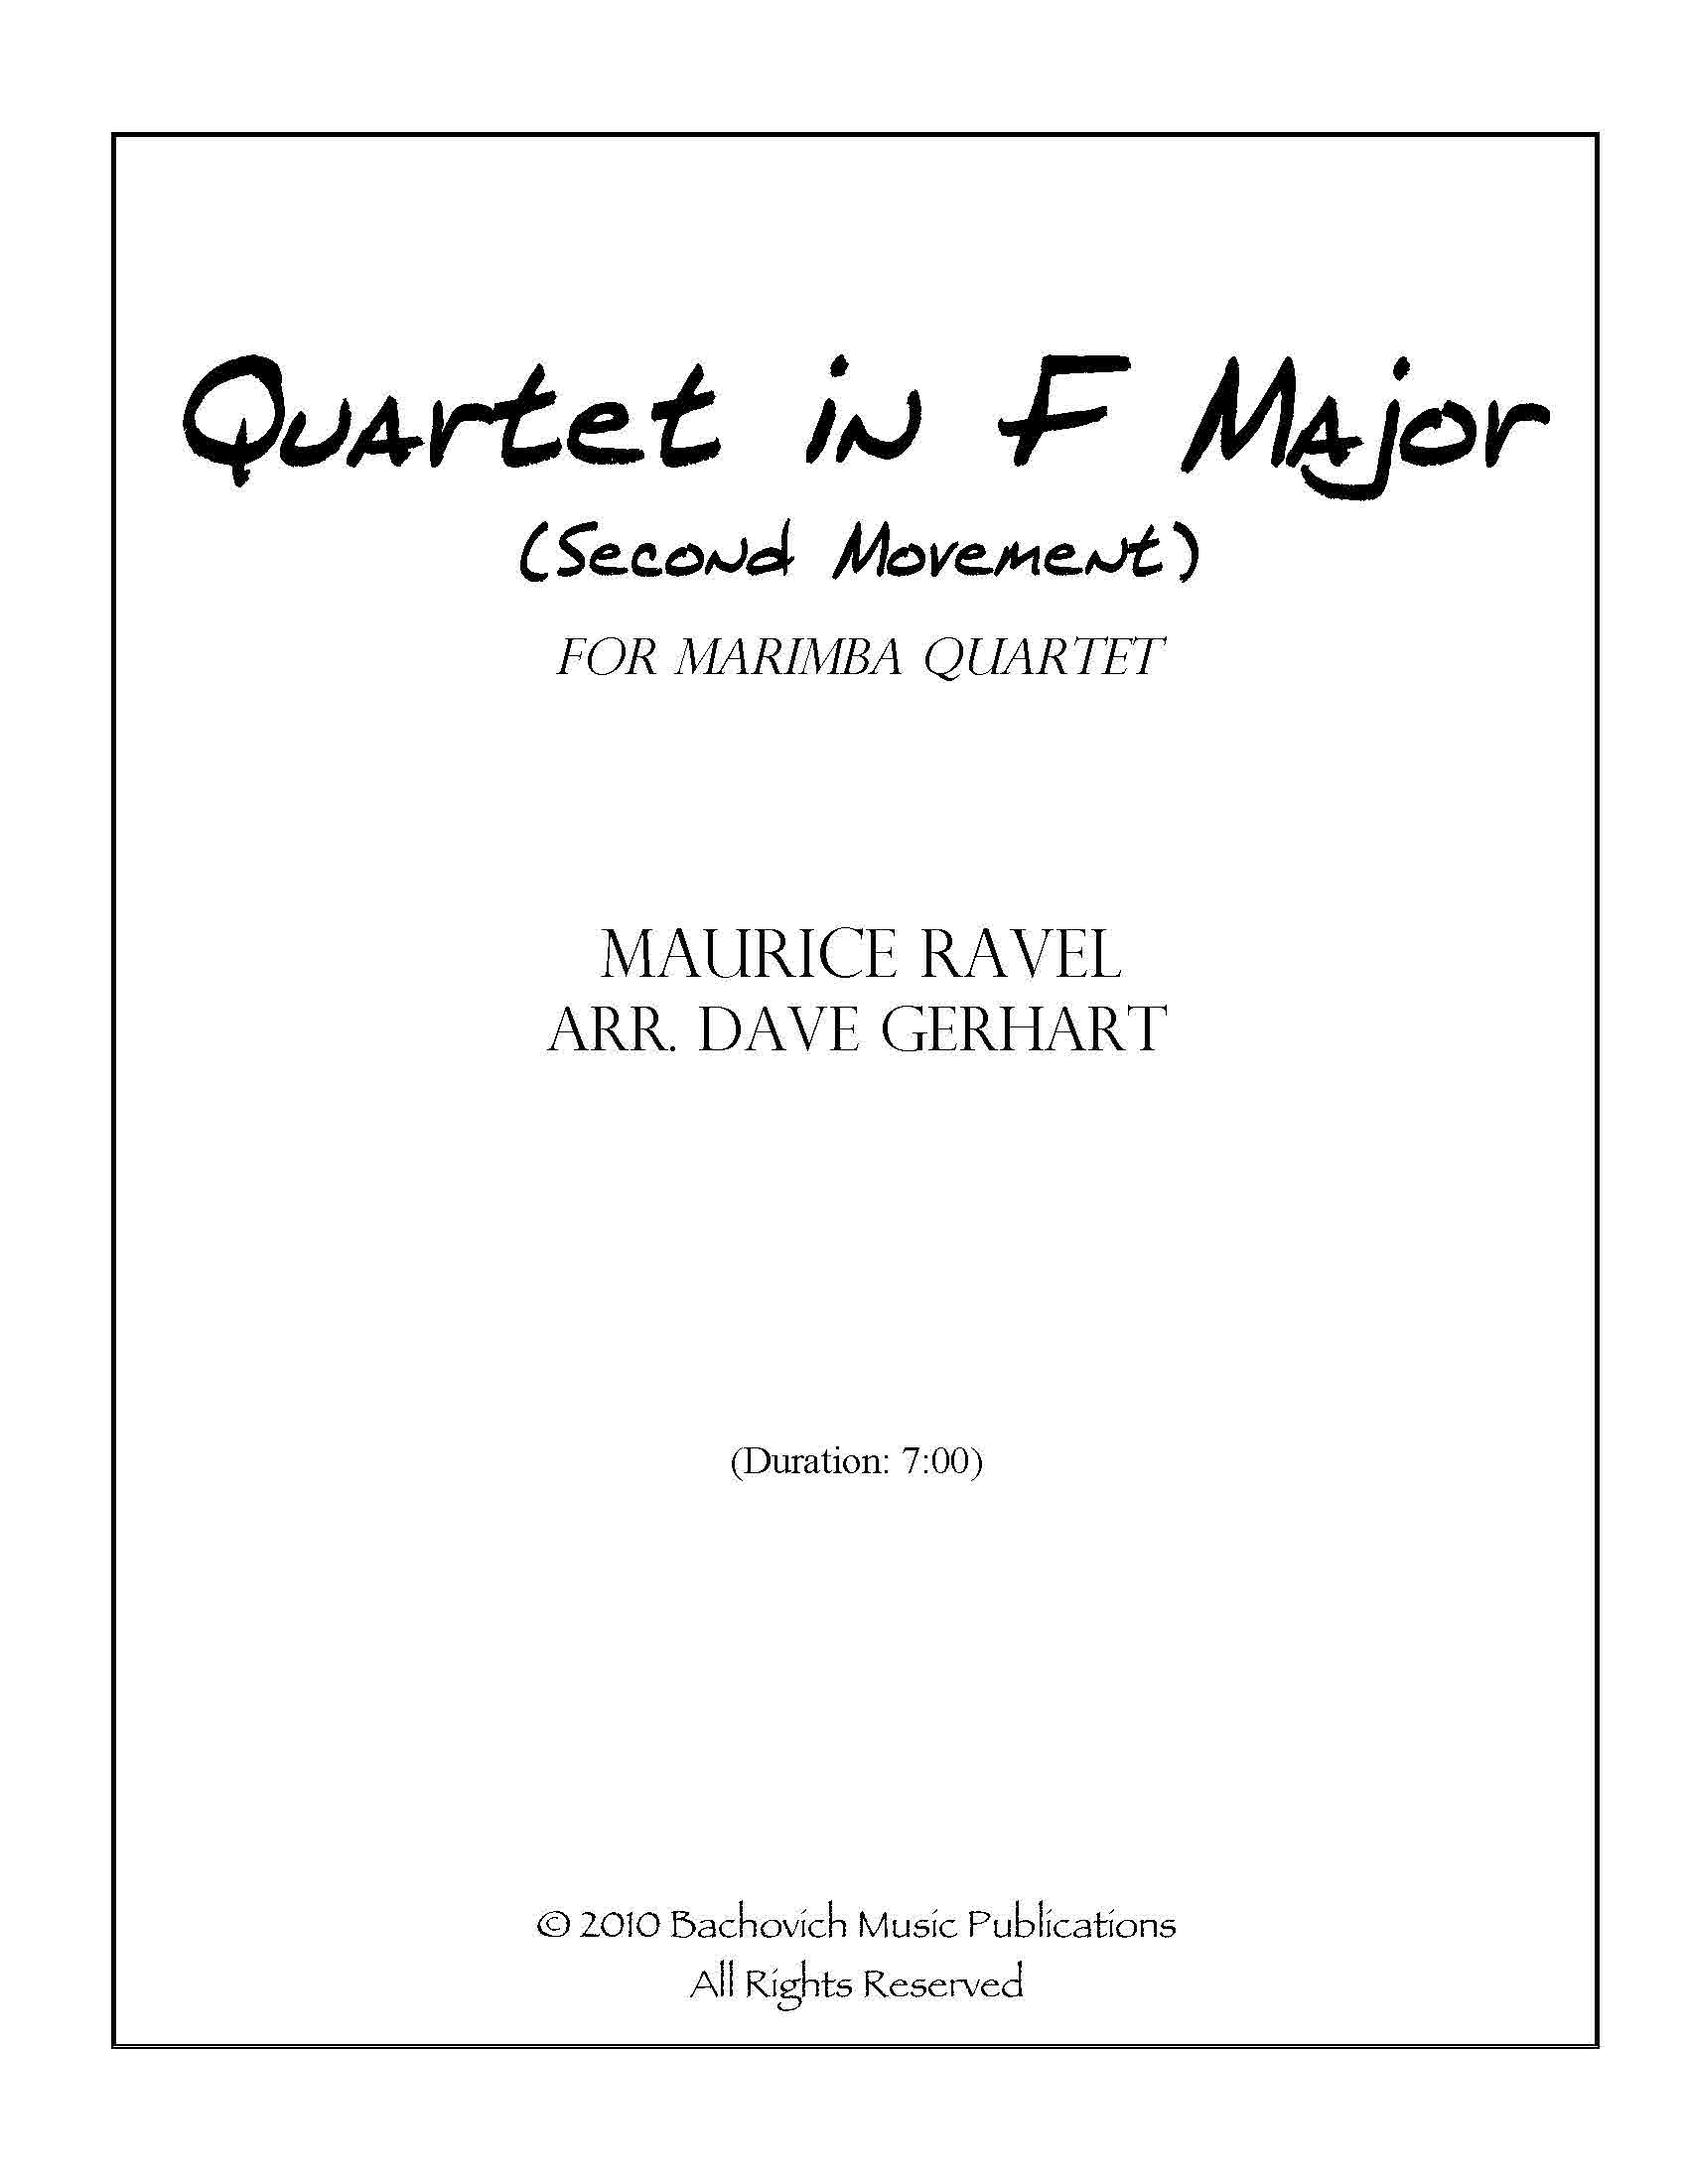 Quartet in F Major
(Second Movement)
FOR MARIMBA QUARTET
MAURICE RAVEL
ARR. DAVE GERHART
(Duration: 7:00)
© 2010 Bachovich Music Publications
All Rights Reserved